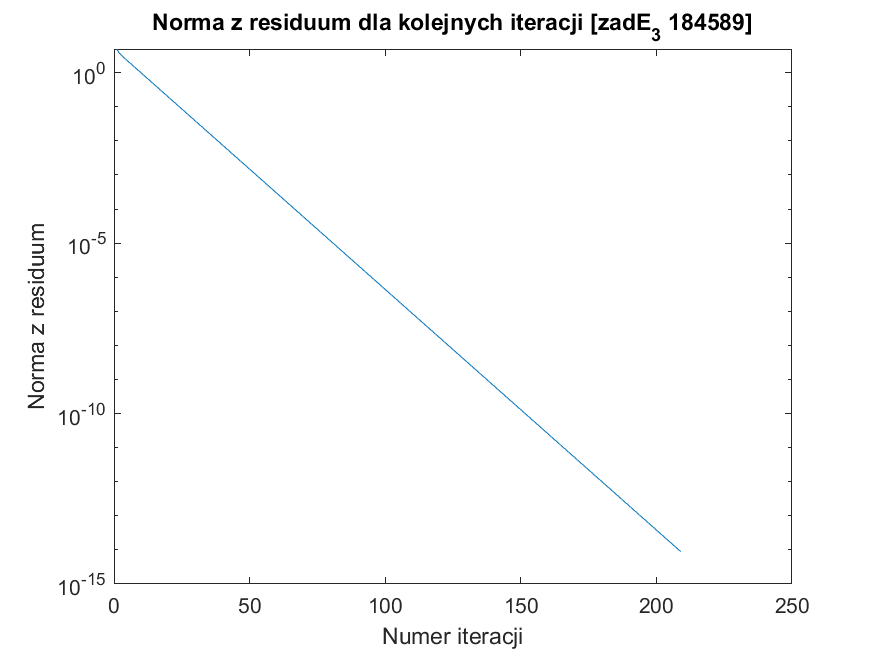 Norma z residuum dla kolejnych iteracji [zadE_3 184589]
Norma z residuum
10^0
10^-5
10^-10
10^-15
0 50 100 150 200 250
Numer iteracji